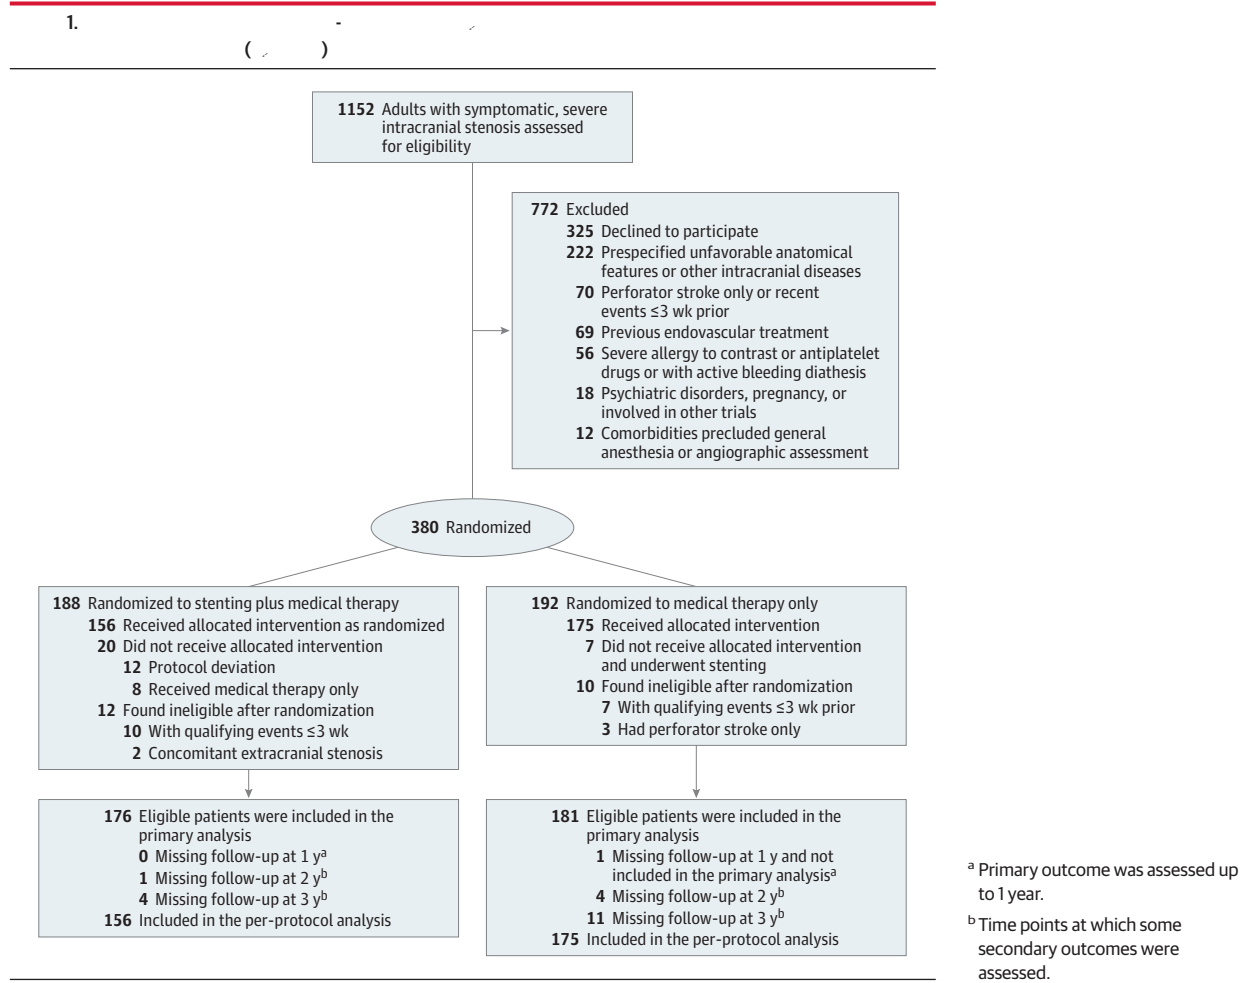 1. -
( )
1152 Adults with symptomatic, severe
intracranial stenosis assessed
for eligibility
772 Excluded
325 Declined to participate
222 Prespecified unfavorable anatomical
features or other intracranial diseases
70 Perforator stroke only or recent
events ≤3 wk prior
69 Previous endovascular treatment
56 Severe allergy to contrast or antiplatelet
drugs or with active bleeding diathesis
18 Psychiatric disorders, pregnancy, or
involved in other trials
12 Comorbidities precluded general
anesthesia or angiographic assessment
380 Randomized
188 Randomized to stenting plus medical therapy
156 Received allocated intervention as randomized
20 Did not receive allocated intervention
12 Protocol deviation
8 Received medical therapy only
12 Found ineligible after randomization
10 With qualifying events ≤3 wk
2 Concomitant extracranial stenosis
192 Randomized to medical therapy only
175 Received allocated intervention
7 Did not receive allocated intervention
and underwent stenting
10 Found ineligible after randomization
7 With qualifying events ≤3 wk prior
3 Had perforator stroke only
176 Eligible patients were included in the
primary analysis
0 Missing follow-up at 1 yᵃ
1 Missing follow-up at 2 yᵇ
4 Missing follow-up at 3 yᵇ
156 Included in the per-protocol analysis
181 Eligible patients were included in the
primary analysis
1 Missing follow-up at 1 y and not
included in the primary analysisᵃ
4 Missing follow-up at 2 yᵇ
11 Missing follow-up at 3 yᵇ
175 Included in the per-protocol analysis
ᵃ Primary outcome was assessed up
to 1 year.
ᵇ Time points at which some
secondary outcomes were
assessed.